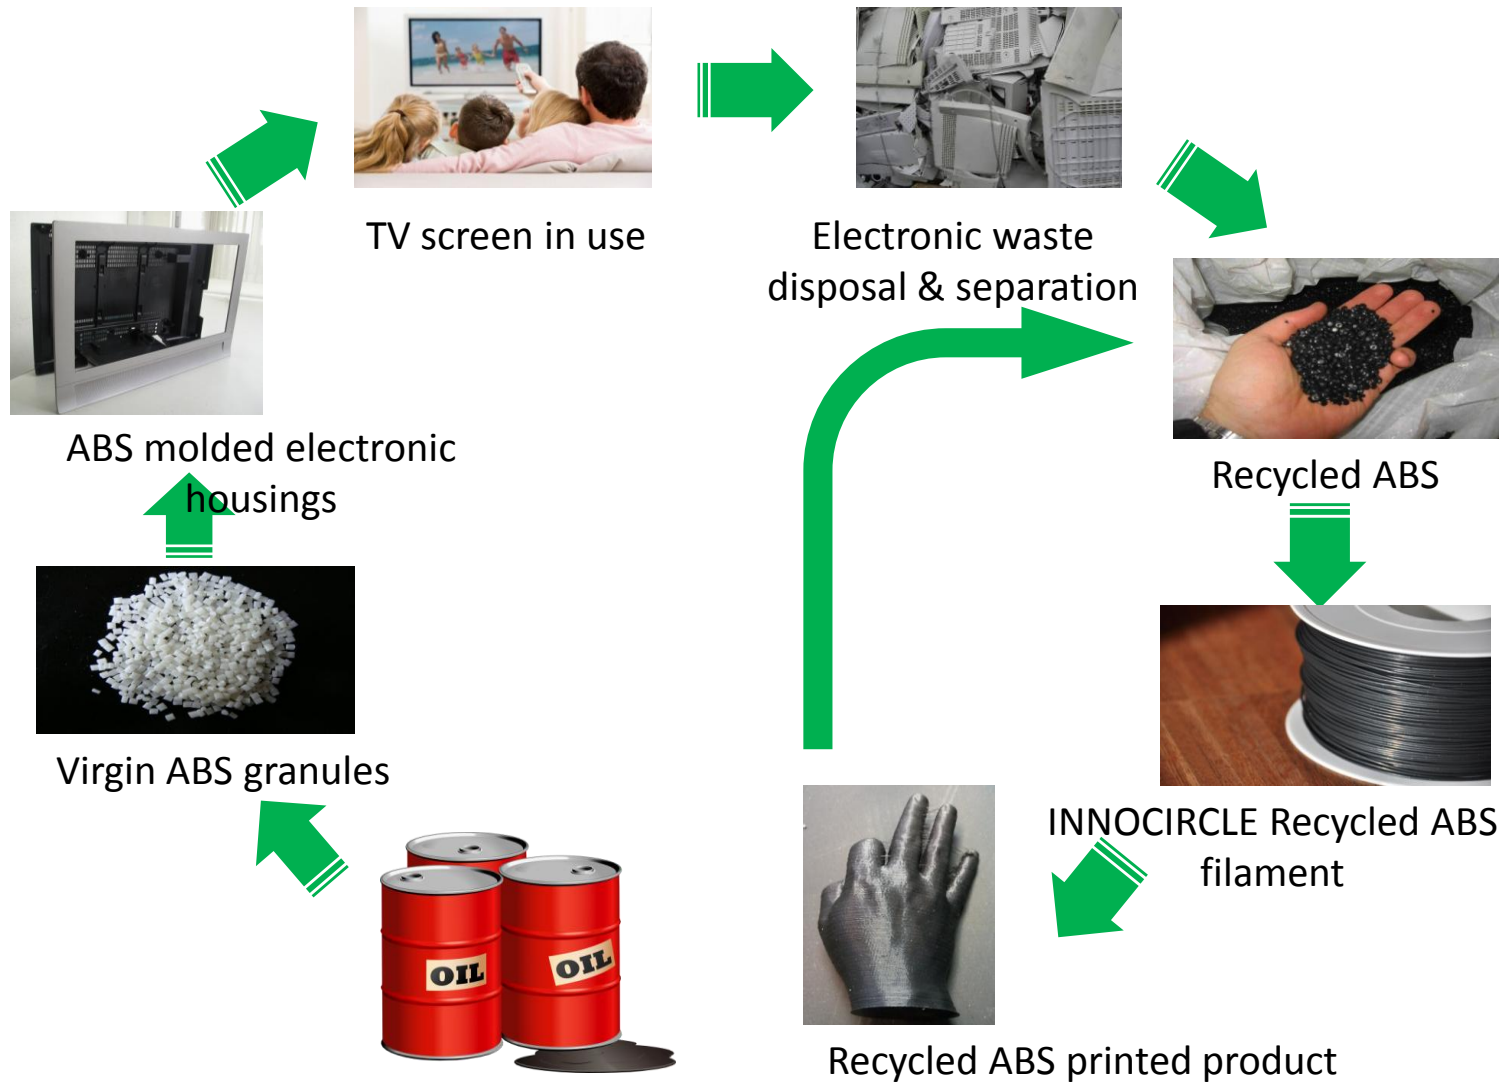 TV screen in use
Electronic waste
disposal & separation
ABS molded electronic
housings
Recycled ABS
Virgin ABS granules
INNOCIRCLE Recycled ABS
filament
OIL
OIL
Recycled ABS printed product